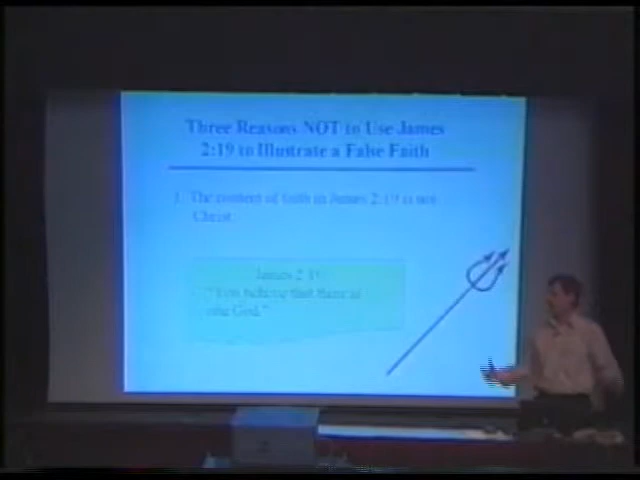 Three Reasons NOT to Use James
2:19 to Illustrate a False Faith
1. The content of faith in James 2:19 is not
Christ.
James 2:19
"You believe that there is
one God."